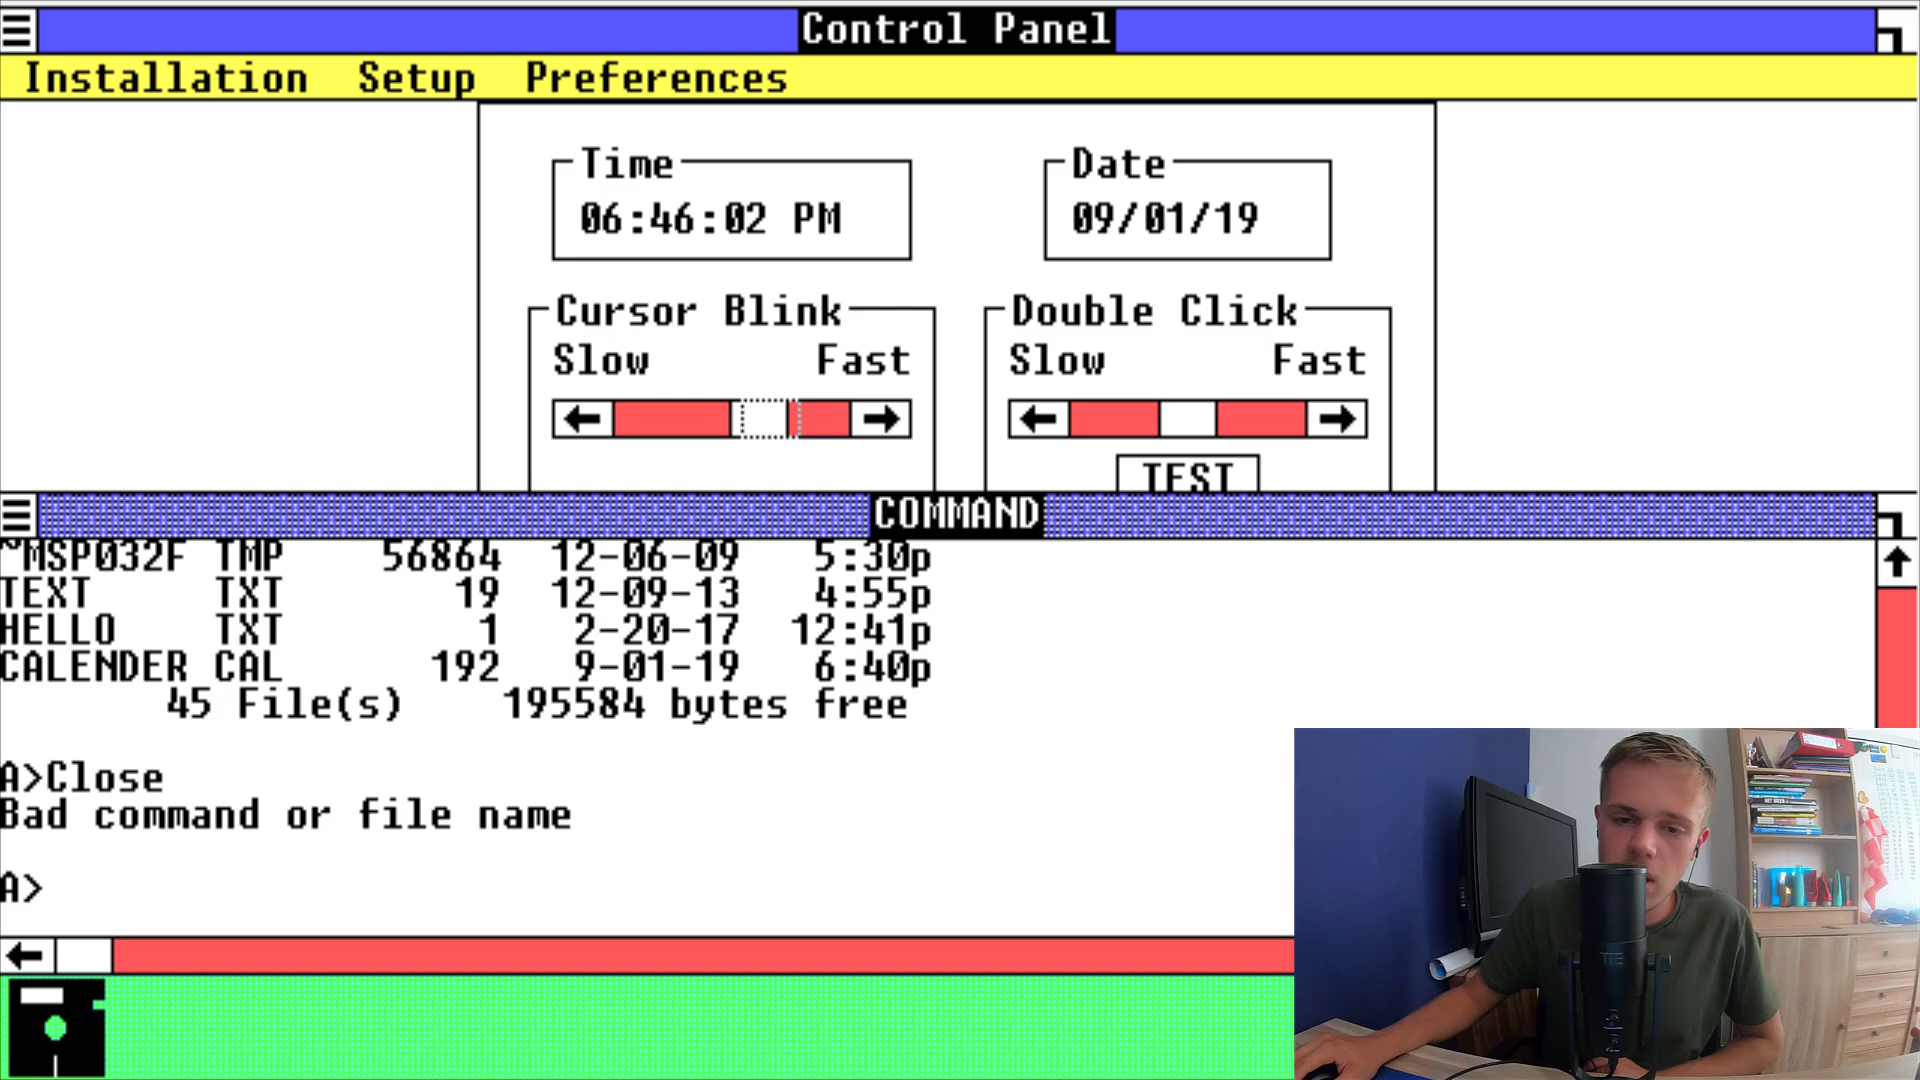 Control Panel
Installation Setup Preferences
Time
06:46:02 PM
Date
09/01/19
Cursor Blink
Slow Fast
Double Click
Slow Fast
TEST
COMMAND
~MSP032F TMP 56864 12-06-09 5:30p
TEXT TXT 19 12-09-13 4:55p
HELLO TXT 1 2-20-17 12:41p
CALENDER CAL 192 9-01-19 6:40p
45 File(s) 195584 bytes free
A>Close
Bad command or file name
A>